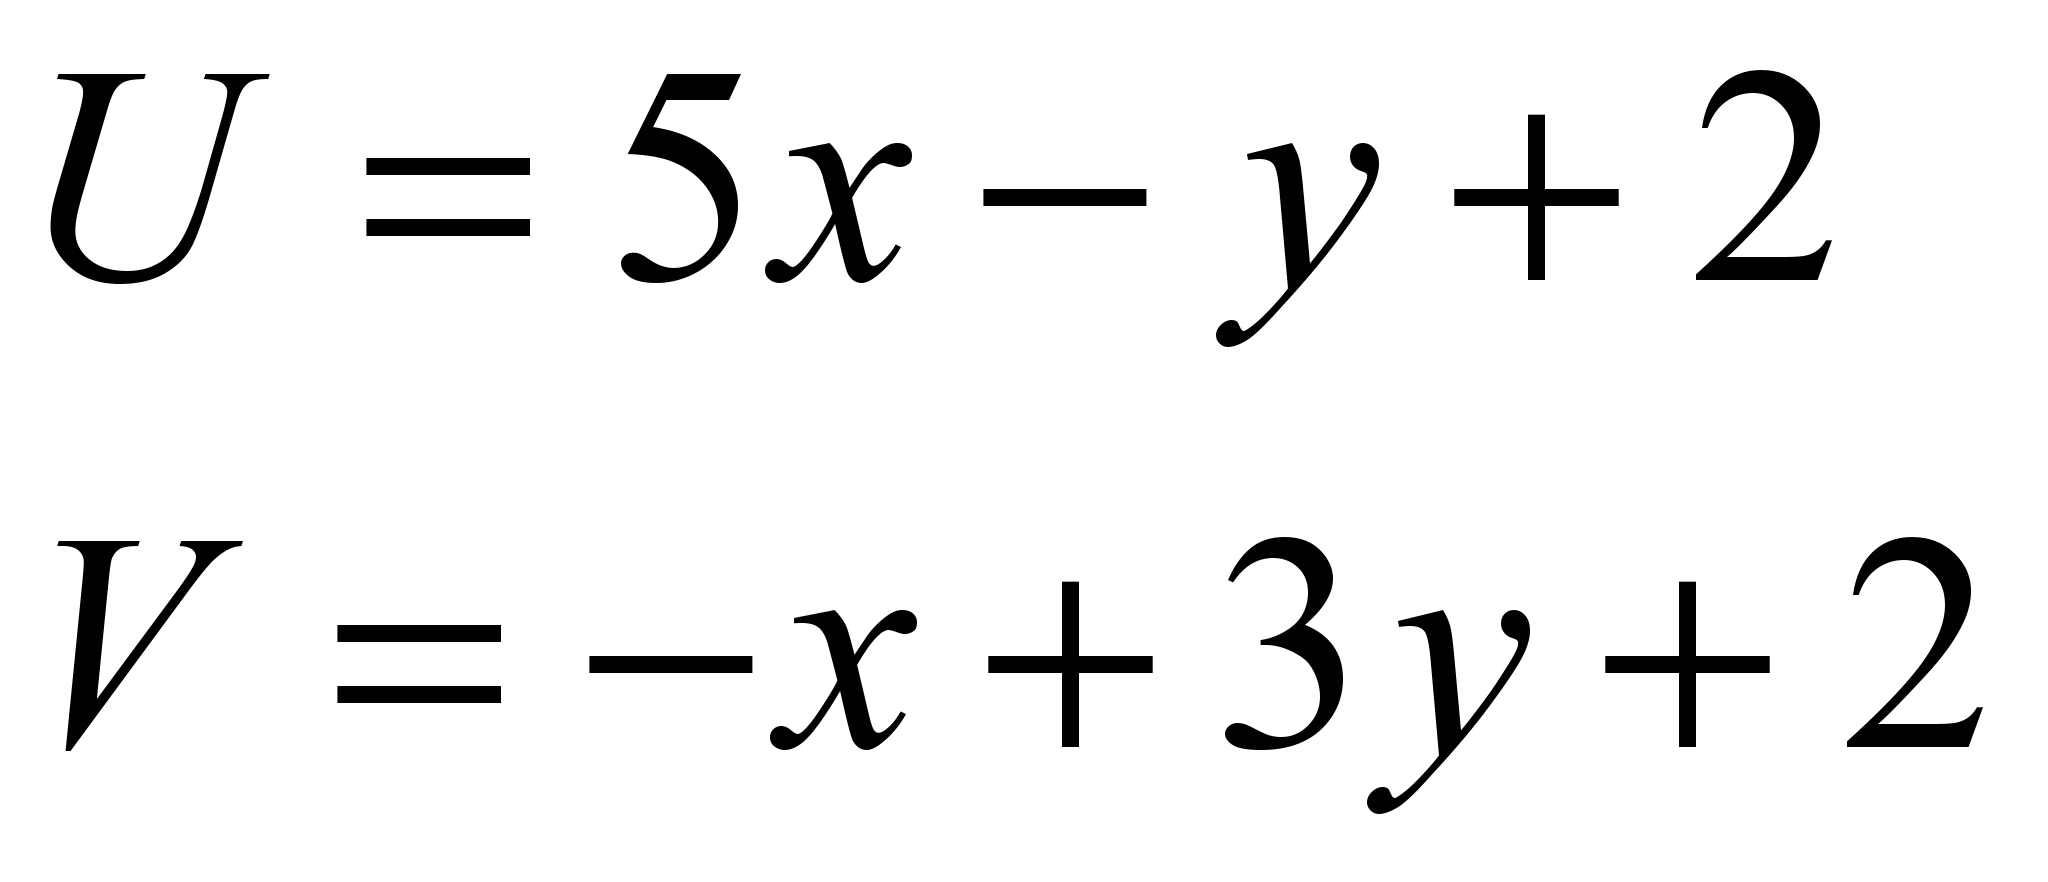 U = 5x − y + 2
V = −x + 3y + 2